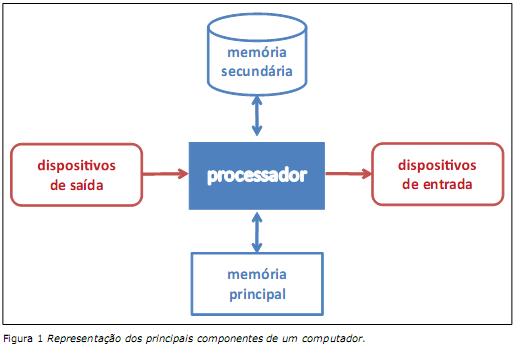 memória
secundária
dispositivos
de saída
processador
dispositivos
de entrada
memória
principal
Figura 1 Representação dos principais componentes de um computador.